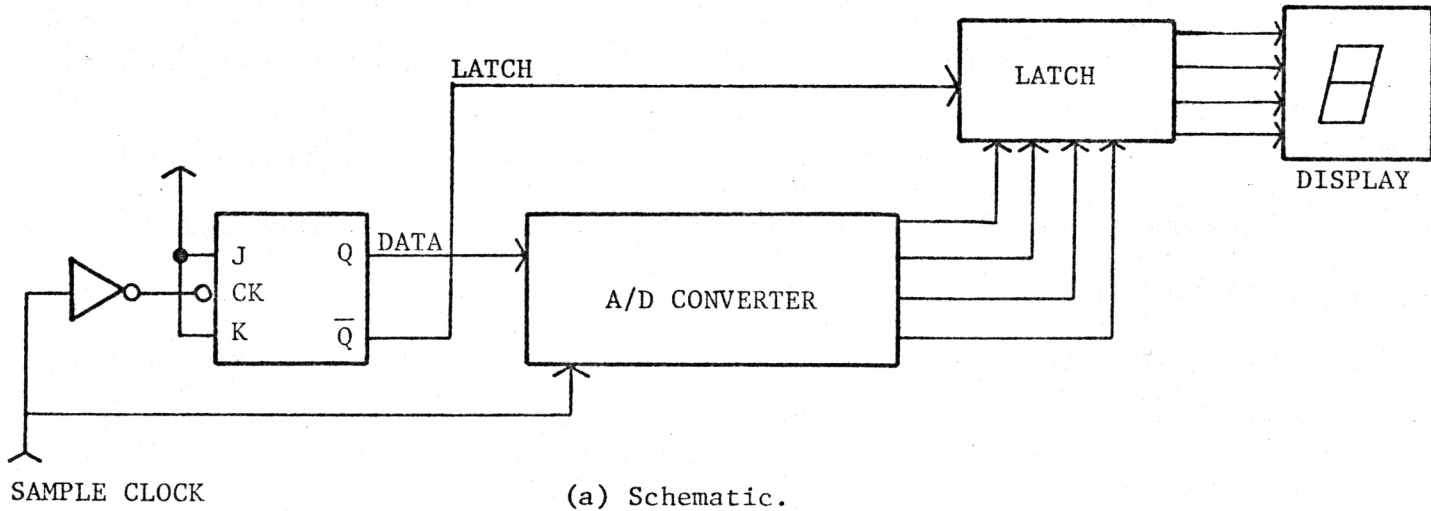 LATCH
LATCH
DISPLAY
J
Q
DATA
CK
A/D CONVERTER
K
Q̅
SAMPLE CLOCK
(a) Schematic.